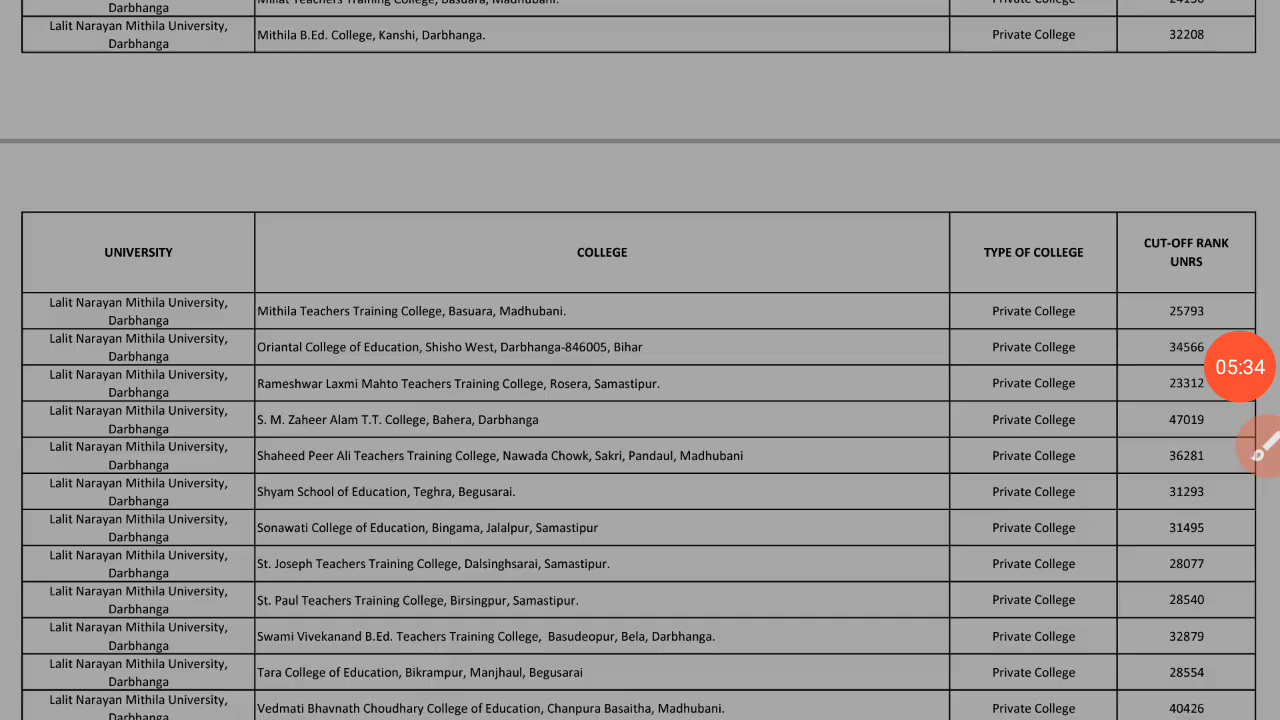 Darbhanga
Millat Teachers Training College, Basuara, Madhubani.
Private College
24150
Lalit Narayan Mithila University,
Darbhanga
Mithila B.Ed. College, Kanshi, Darbhanga.
Private College
32208
UNIVERSITY
COLLEGE
TYPE OF COLLEGE
CUT-OFF RANK
UNRS
Lalit Narayan Mithila University,
Darbhanga
Mithila Teachers Training College, Basuara, Madhubani.
Private College
25793
Lalit Narayan Mithila University,
Darbhanga
Oriantal College of Education, Shisho West, Darbhanga-846005, Bihar
Private College
34566
05:34
Lalit Narayan Mithila University,
Darbhanga
Rameshwar Laxmi Mahto Teachers Training College, Rosera, Samastipur.
Private College
23312
Lalit Narayan Mithila University,
Darbhanga
S. M. Zaheer Alam T.T. College, Bahera, Darbhanga
Private College
47019
Lalit Narayan Mithila University,
Darbhanga
Shaheed Peer Ali Teachers Training College, Nawada Chowk, Sakri, Pandaul, Madhubani
Private College
36281
Lalit Narayan Mithila University,
Darbhanga
Shyam School of Education, Teghra, Begusarai.
Private College
31293
Lalit Narayan Mithila University,
Darbhanga
Sonawati College of Education, Bingama, Jalalpur, Samastipur
Private College
31495
Lalit Narayan Mithila University,
Darbhanga
St. Joseph Teachers Training College, Dalsinghsarai, Samastipur.
Private College
28077
Lalit Narayan Mithila University,
Darbhanga
St. Paul Teachers Training College, Birsingpur, Samastipur.
Private College
28540
Lalit Narayan Mithila University,
Darbhanga
Swami Vivekanand B.Ed. Teachers Training College, Basudeopur, Bela, Darbhanga.
Private College
32879
Lalit Narayan Mithila University,
Darbhanga
Tara College of Education, Bikrampur, Manjhaul, Begusarai
Private College
28554
Lalit Narayan Mithila University,
Darbhanga
Vedmati Bhavnath Choudhary College of Education, Chanpura Basaitha, Madhubani.
Private College
40426